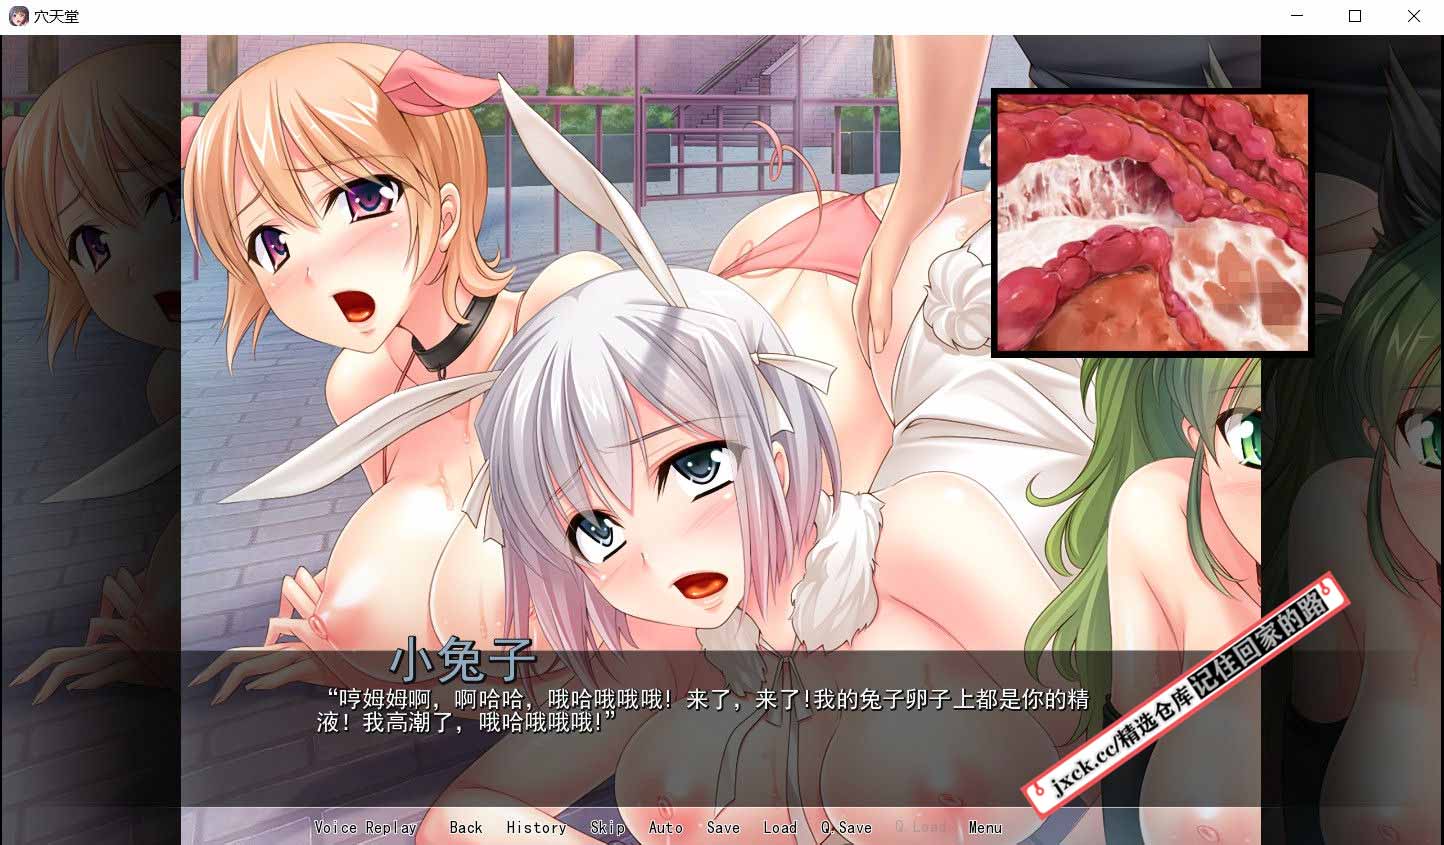 穴天堂
小兔子
“哼姆姆啊，啊哈哈，哦哈哦哦哦！来了，来了!我的兔子卵子上都是你的精
液！我高潮了，哦哈哦哦哦!”
jxck.cc/精选仓库 记住回家的路
Voice Replay Back History Skip Auto Save Load Q.Save Q.Load Menu